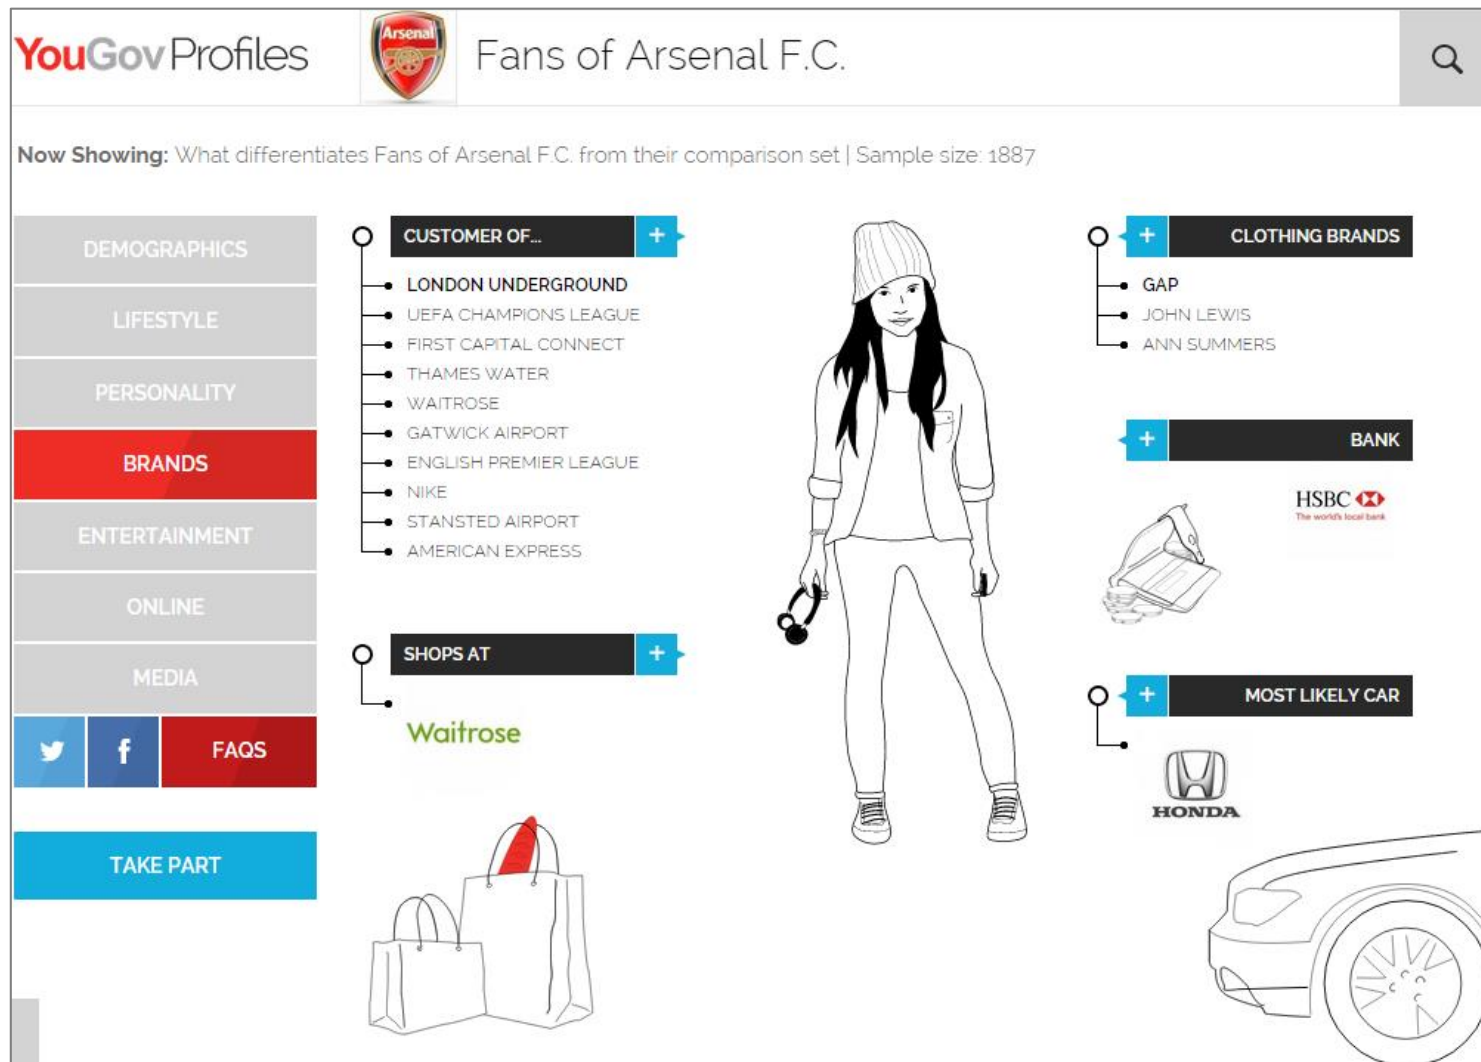 YouGov Profiles
Arsenal
Fans of Arsenal F.C.
Now Showing: What differentiates Fans of Arsenal F.C. from their comparison set | Sample size: 1887
DEMOGRAPHICS
LIFESTYLE
PERSONALITY
BRANDS
ENTERTAINMENT
ONLINE
MEDIA
f
FAQS
TAKE PART
CUSTOMER OF...
+
LONDON UNDERGROUND
UEFA CHAMPIONS LEAGUE
FIRST CAPITAL CONNECT
THAMES WATER
WAITROSE
GATWICK AIRPORT
ENGLISH PREMIER LEAGUE
NIKE
STANSTED AIRPORT
AMERICAN EXPRESS
SHOPS AT
+
Waitrose
+
CLOTHING BRANDS
GAP
JOHN LEWIS
ANN SUMMERS
+
BANK
HSBC
The world's local bank
+
MOST LIKELY CAR
HONDA